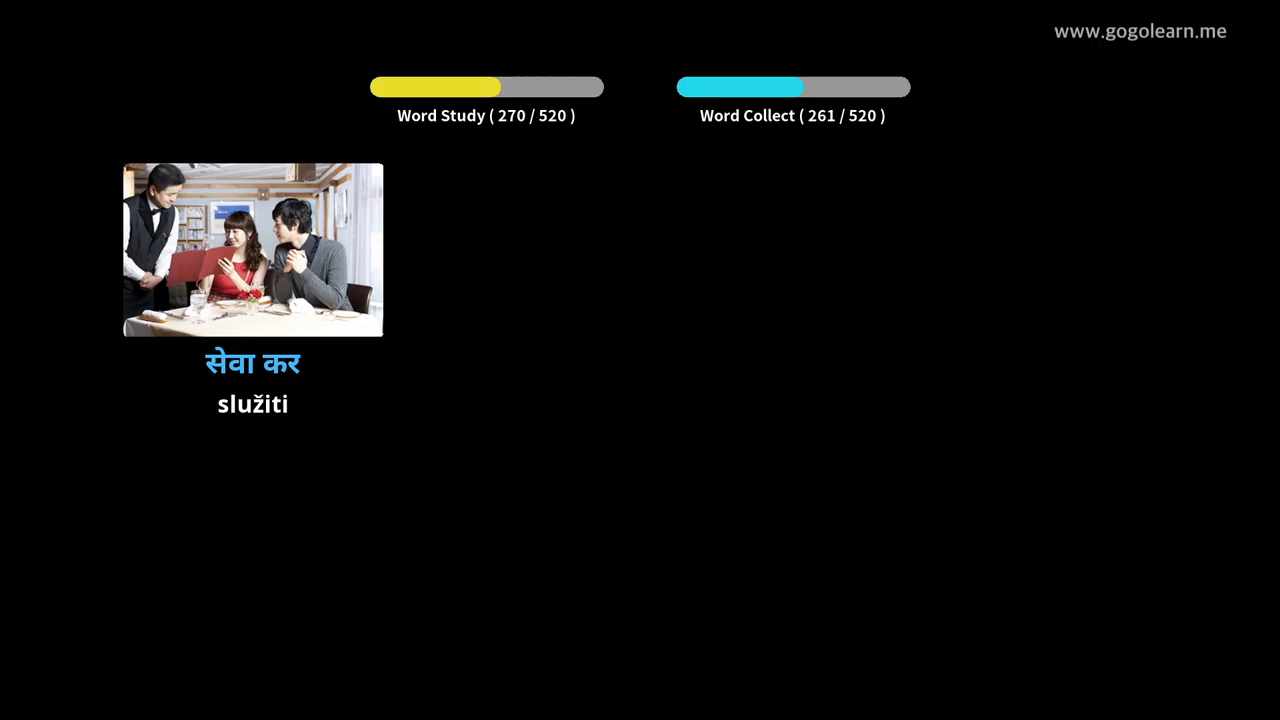 www.gogolearn.me
Word Study ( 270 / 520 )
Word Collect ( 261 / 520 )
सेवा कर
služiti